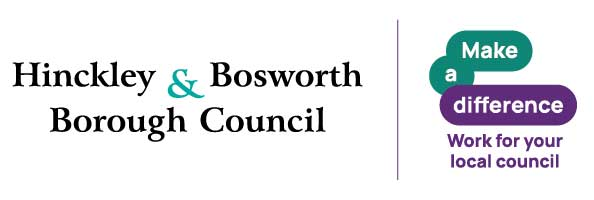 Hinckley & Bosworth
Borough Council
Make
a
difference
Work for your
local council